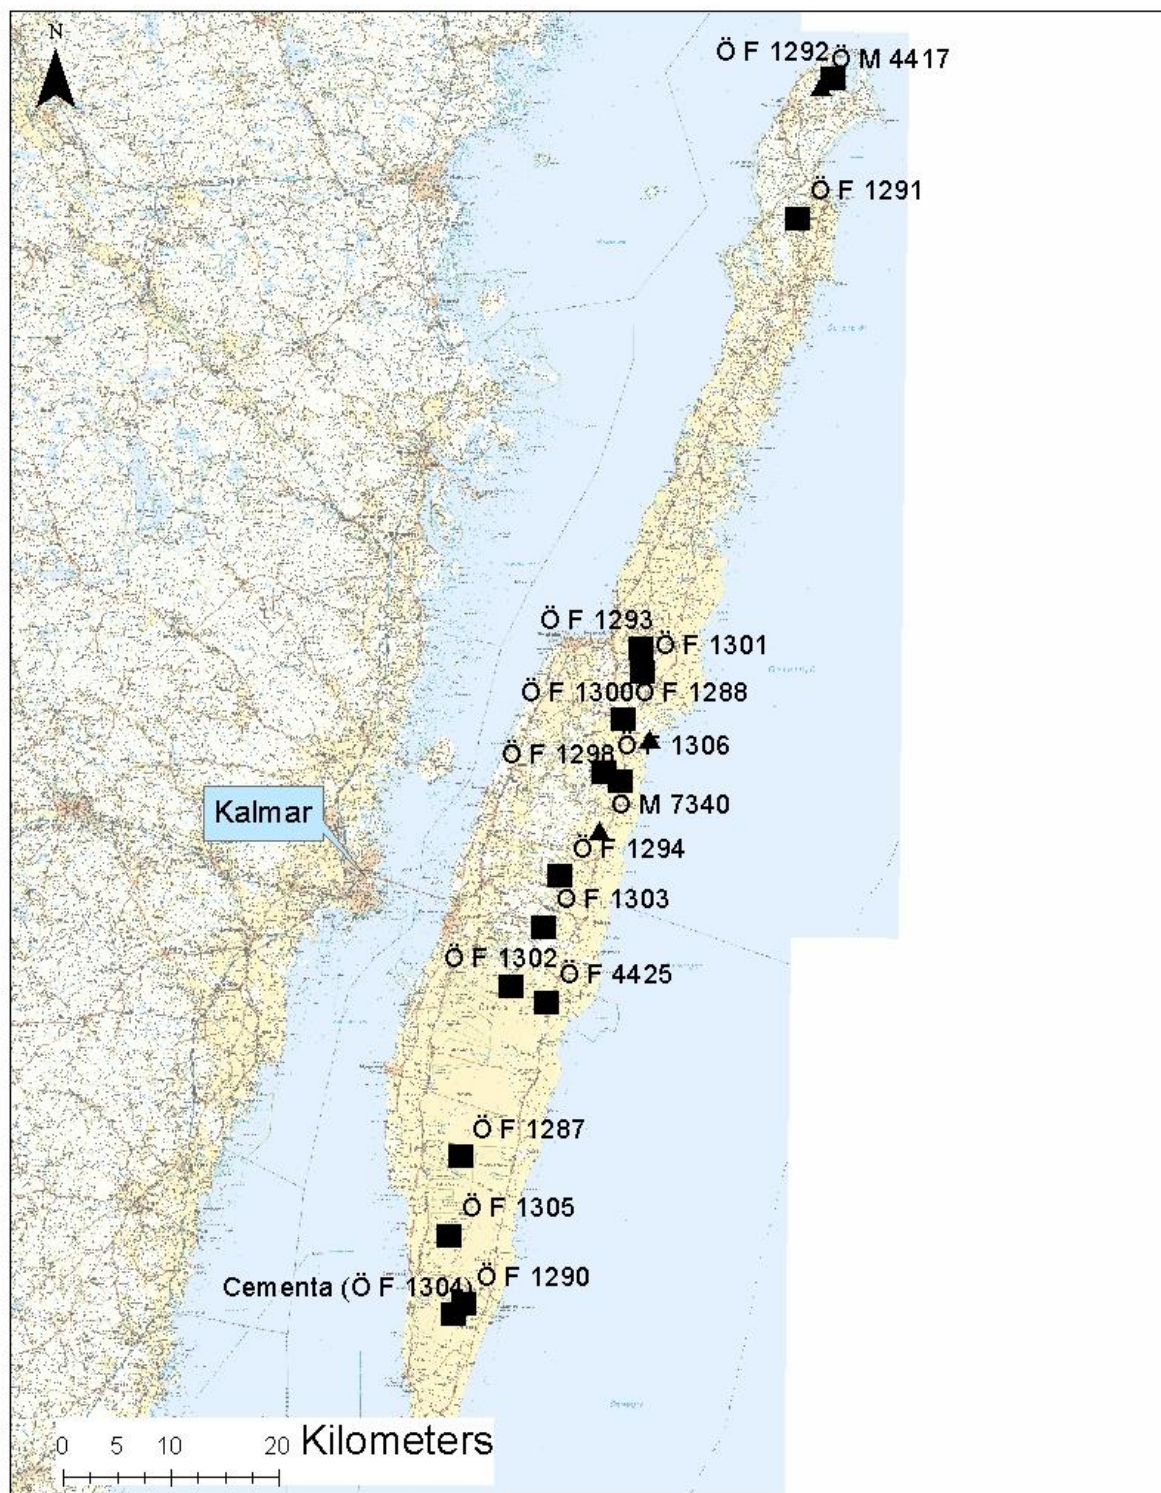 N
Ö F 1292
Ö M 4417
Ö F 1291
Ö F 1293
Ö F 1301
Ö F 1300
Ö F 1288
Ö F 1298
Ö F 1306
Ö M 7340
Kalmar
Ö F 1294
Ö F 1303
Ö F 1302
Ö F 4425
Ö F 1287
Ö F 1305
Cementa (Ö F 1304)
Ö F 1290
0 5 10 20 Kilometers